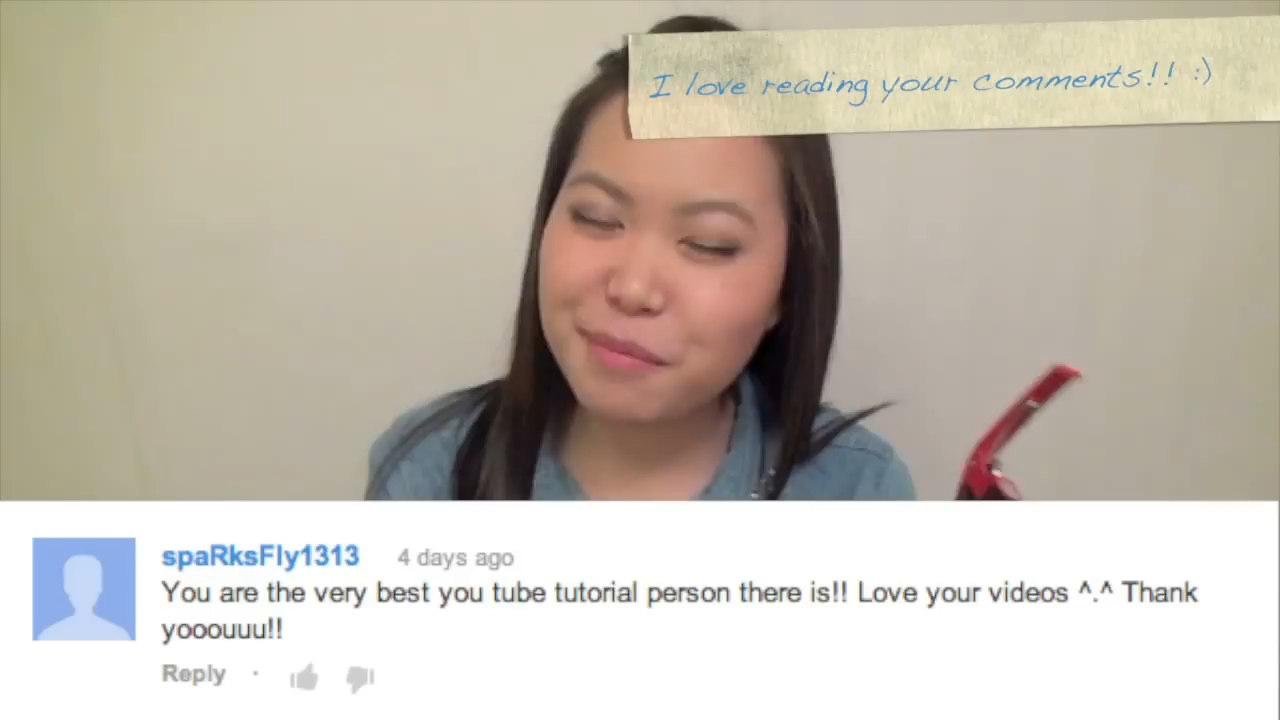 I love reading your comments!! :)
spaRksFly1313 4 days ago
You are the very best you tube tutorial person there is!! Love your videos ^.^ Thank
yooouuu!!
Reply ·